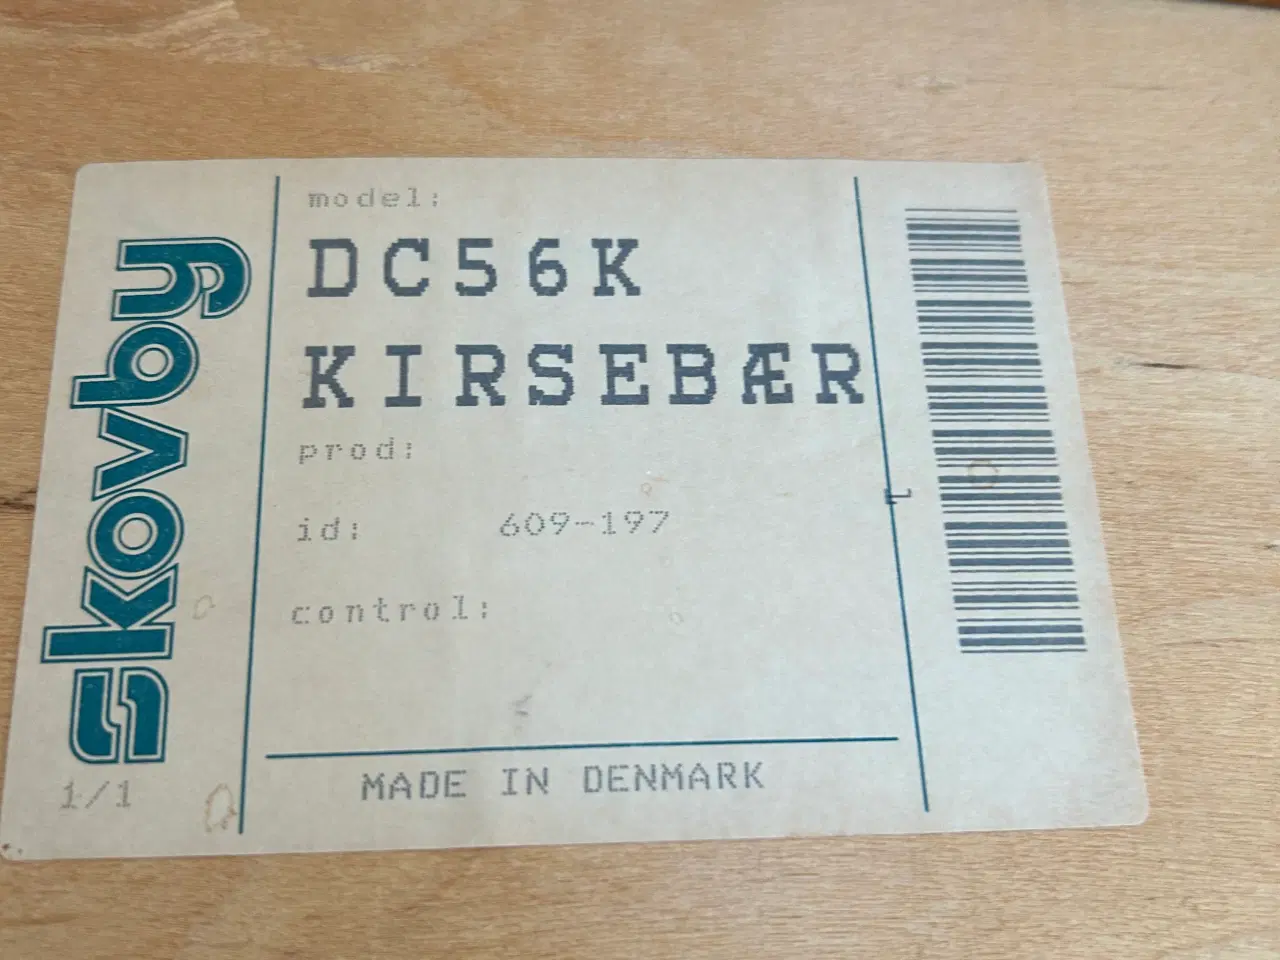 skovby
1/1
model:
DC56K
KIRSEBÆR
prod:
id: 609-197
control:
MADE IN DENMARK